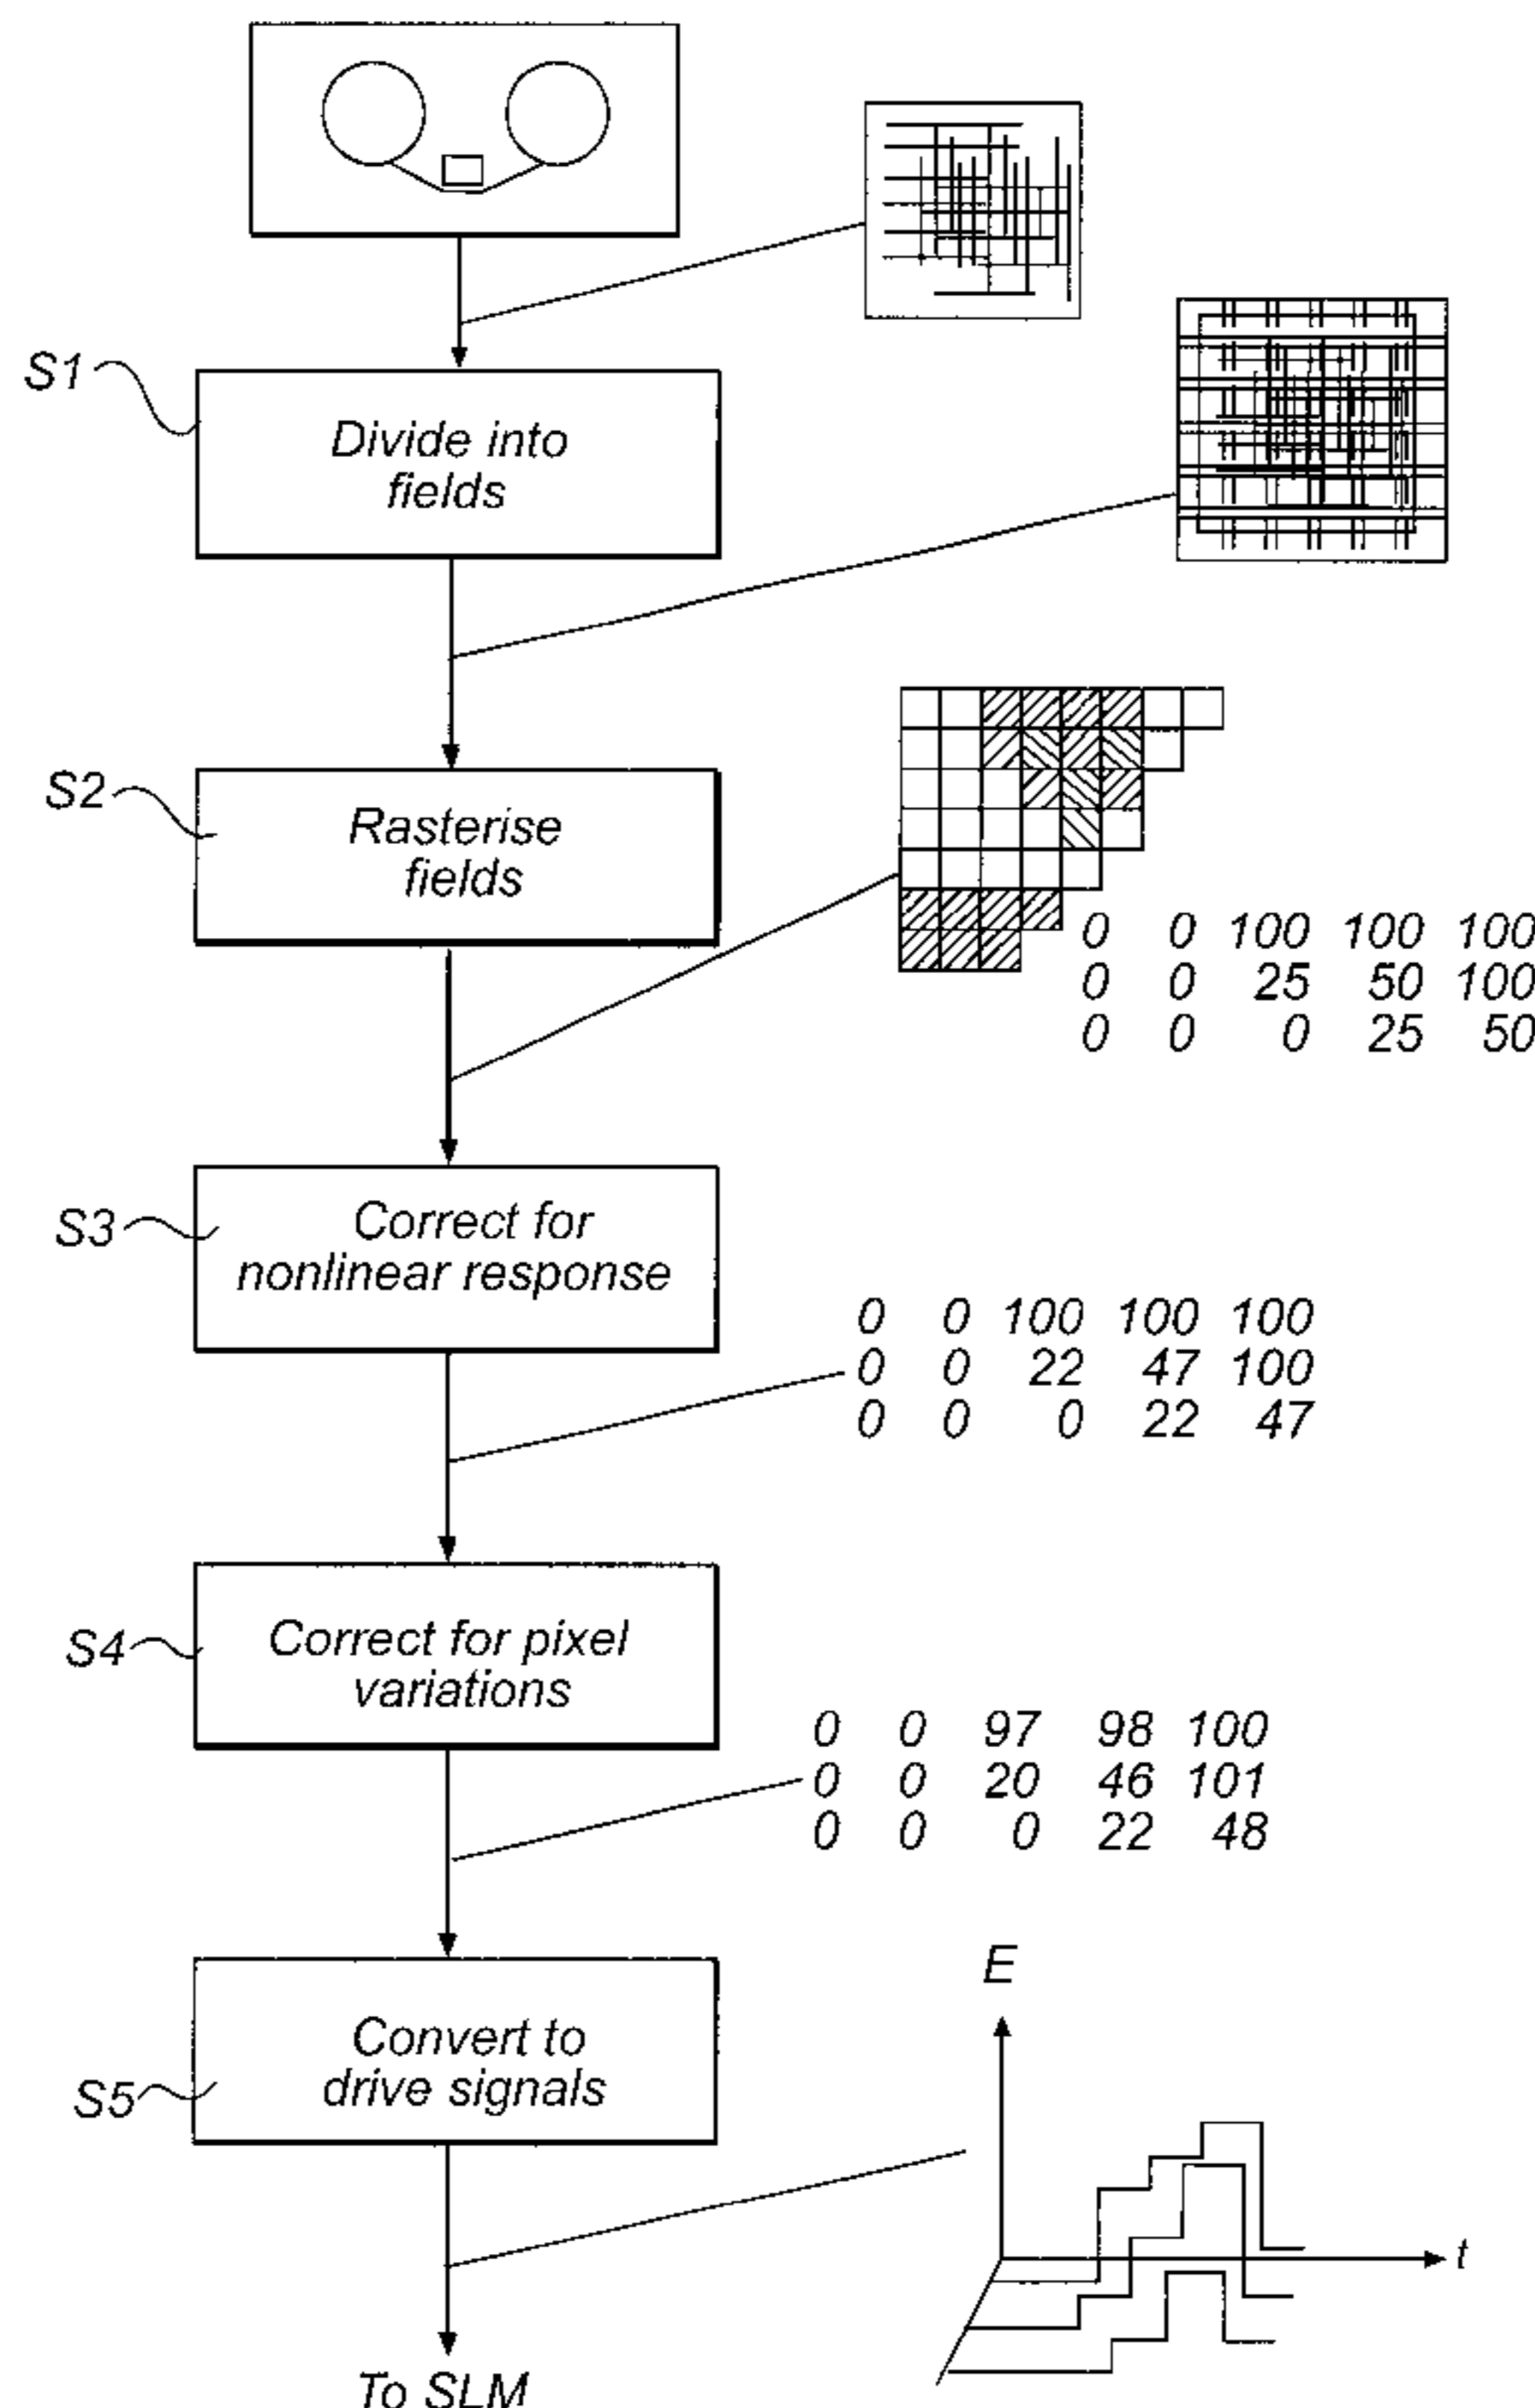 S1
Divide into
fields
S2
Rasterise
fields
0 0 100 100 100
0 0 25 50 100
0 0 0 25 50
S3
Correct for
nonlinear response
0 0 100 100 100
0 0 22 47 100
0 0 0 22 47
S4
Correct for pixel
variations
0 0 97 98 100
0 0 20 46 101
0 0 0 22 48
S5
Convert to
drive signals
E
t
To SLM